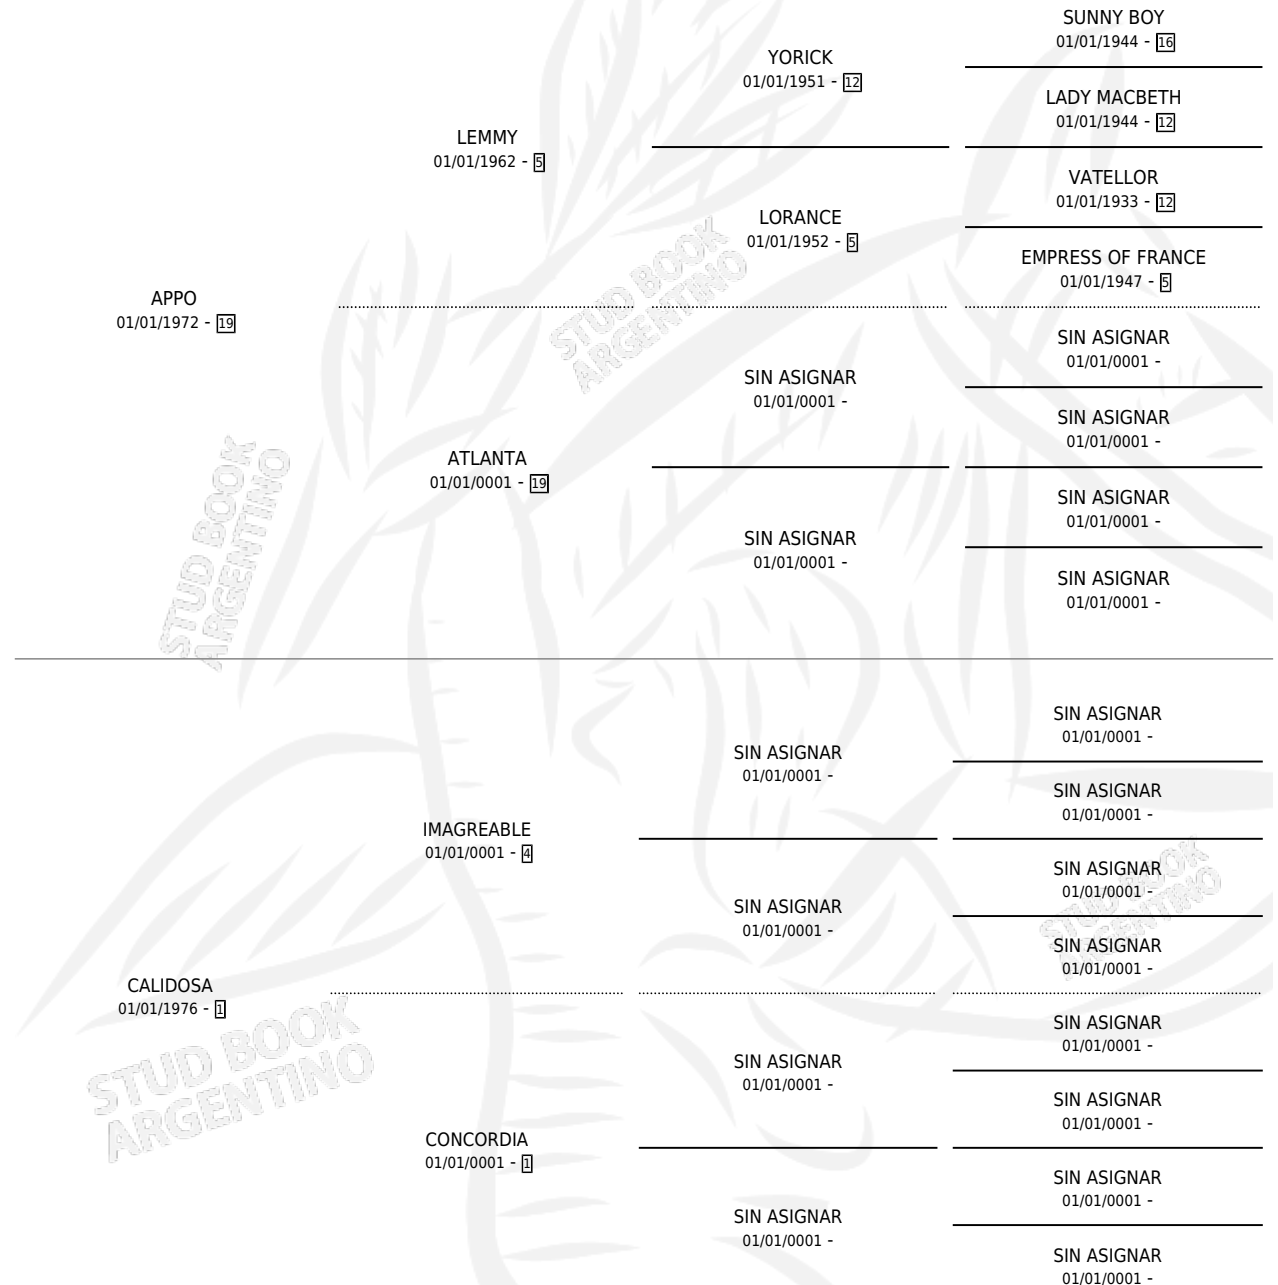 SUNNY BOY
01/01/1944 - 16
YORICK
01/01/1951 - 12
LADY MACBETH
01/01/1944 - 12
LEMMY
01/01/1962 - 5
VATELLOR
01/01/1933 - 12
LORANCE
01/01/1952 - 5
EMPRESS OF FRANCE
01/01/1947 - 5
APPO
01/01/1972 - 19
SIN ASIGNAR
01/01/0001 -
SIN ASIGNAR
01/01/0001 -
SIN ASIGNAR
01/01/0001 -
ATLANTA
01/01/0001 - 19
SIN ASIGNAR
01/01/0001 -
SIN ASIGNAR
01/01/0001 -
SIN ASIGNAR
01/01/0001 -
STUD BOOK
ARGENTINO
STUD BOOK
ARGENTINO
SIN ASIGNAR
01/01/0001 -
SIN ASIGNAR
01/01/0001 -
SIN ASIGNAR
01/01/0001 -
IMAGREABLE
01/01/0001 - 4
SIN ASIGNAR
01/01/0001 -
SIN ASIGNAR
01/01/0001 -
SIN ASIGNAR
01/01/0001 -
STUD BOOK
ARGENTINO
CALIDOSA
01/01/1976 - 1
SIN ASIGNAR
01/01/0001 -
SIN ASIGNAR
01/01/0001 -
SIN ASIGNAR
01/01/0001 -
STUD BOOK
ARGENTINO
CONCORDIA
01/01/0001 - 1
SIN ASIGNAR
01/01/0001 -
SIN ASIGNAR
01/01/0001 -
SIN ASIGNAR
01/01/0001 -